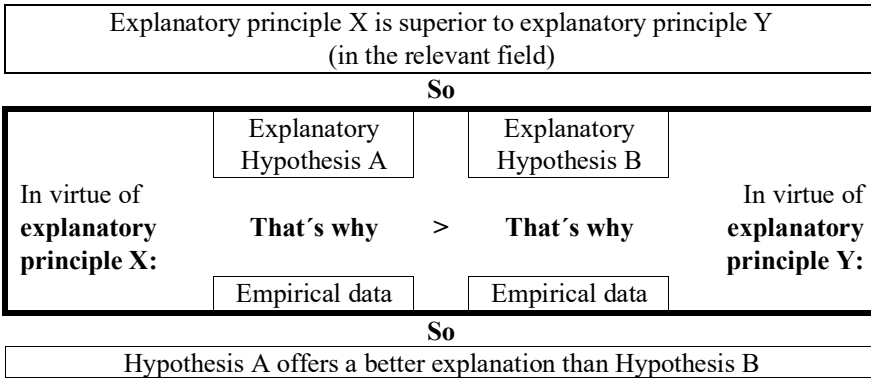 Explanatory principle X is superior to explanatory principle Y
(in the relevant field)
So
Explanatory Explanatory
Hypothesis A Hypothesis B
In virtue of In virtue of
explanatory That´s why > That´s why explanatory
principle X: principle Y:
Empirical data Empirical data
So
Hypothesis A offers a better explanation than Hypothesis B